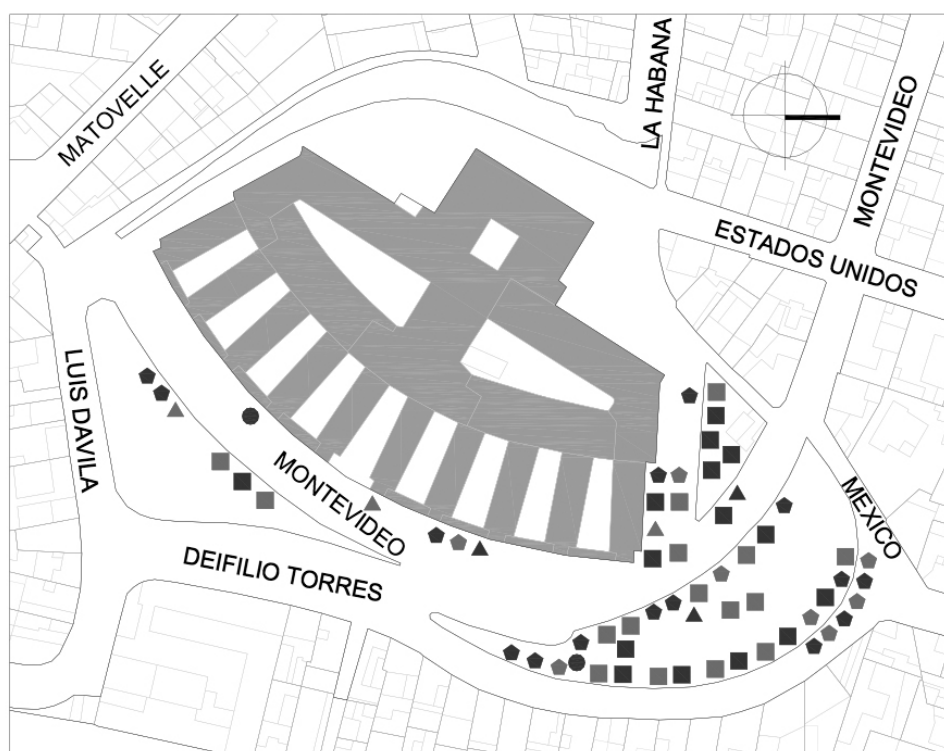 MATOVELLE
LA HABANA
MONTEVIDEO
ESTADOS UNIDOS
LUIS DAVILA
MONTEVIDEO
MEXICO
DEIFILIO TORRES